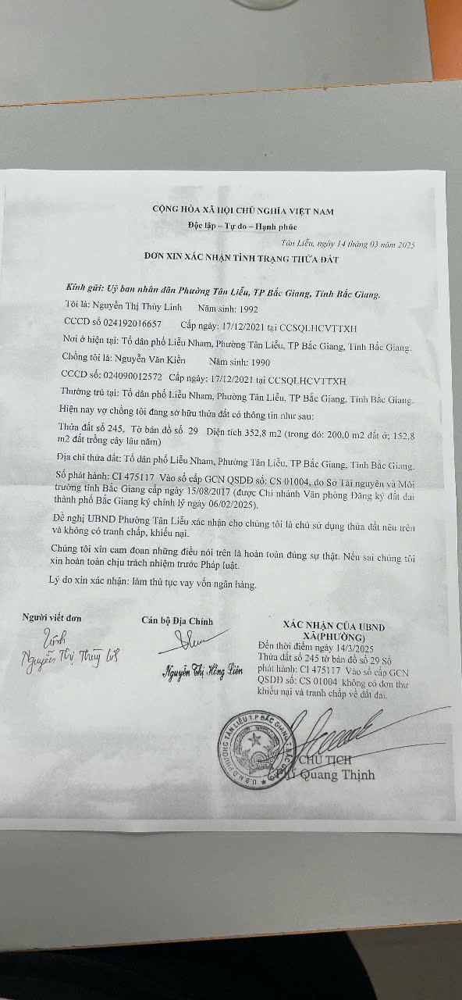 CỘNG HÒA XÃ HỘI CHỦ NGHĨA VIỆT NAM
Độc lập – Tự do – Hạnh phúc
Tân Liễu, ngày 14 tháng 03 năm 2025
ĐƠN XIN XÁC NHẬN TÌNH TRẠNG THỬA ĐẤT
Kính gửi: Uỷ ban nhân dân Phường Tân Liễu, TP Bắc Giang, Tỉnh Bắc Giang.
Tôi là: Nguyễn Thị Thùy Linh Năm sinh: 1992
CCCD số 024192016657 Cấp ngày: 17/12/2021 tại CCSQLHCVTTXH
Nơi ở hiện tại: Tổ dân phố Liễu Nham, Phường Tân Liễu, TP Bắc Giang, Tỉnh Bắc Giang.
Chồng tôi là: Nguyễn Văn Kiền Năm sinh: 1990
CCCD số: 024090012572 Cấp ngày: 17/12/2021 tại CCSQLHCVTTXH
Thường trú tại: Tổ dân phố Liễu Nham, Phường Tân Liễu, TP Bắc Giang, Tỉnh Bắc Giang.
Hiện nay vợ chồng tôi đang sở hữu thửa đất có thông tin như sau:
Thửa đất số 245, Tờ bản đồ số 29 Diện tích 352,8 m2 (trong đó: 200,0 m2 đất ở; 152,8
m2 đất trồng cây lâu năm)
Địa chỉ thửa đất: Tổ dân phố Liễu Nham, Phường Tân Liễu, TP Bắc Giang, Tỉnh Bắc Giang.
Số phát hành: CI 475117 Vào sổ cấp GCN QSDĐ số: CS 01004, do Sở Tài nguyên và Môi
trường tỉnh Bắc Giang cấp ngày 15/08/2017 (được Chi nhánh Văn phòng Đăng ký đất đai
thành phố Bắc Giang ký chỉnh lý ngày 06/02/2025).
Đề nghị UBND Phường Tân Liễu xác nhận cho chúng tôi là chủ sử dụng thửa đất nêu trên
và không có tranh chấp, khiếu nại.
Chúng tôi xin cam đoan những điều nói trên là hoàn toàn đúng sự thật. Nếu sai chúng tôi
xin hoàn toàn chịu trách nhiệm trước Pháp luật.
Lý do xin xác nhận: làm thủ tục vay vốn ngân hàng.
Người viết đơn
Linh
Nguyễn Thị Thùy Linh
Cán bộ Địa Chính
Nguyễn Thị Hồng Liên
XÁC NHẬN CỦA UBND
XÃ(PHƯỜNG)
Đến thời điểm ngày 14/3/2025
Thửa đất số 245 tờ bản đồ số 29 Số
phát hành: CI 475117 Vào sổ cấp GCN
QSDĐ số: CS 01004 không có đơn thư
khiếu nại và tranh chấp về đất đai.
U.B.N.D PHƯỜNG TÂN LIỄU T.P BẮC GIANG
CHỦ TỊCH
Quang Thịnh